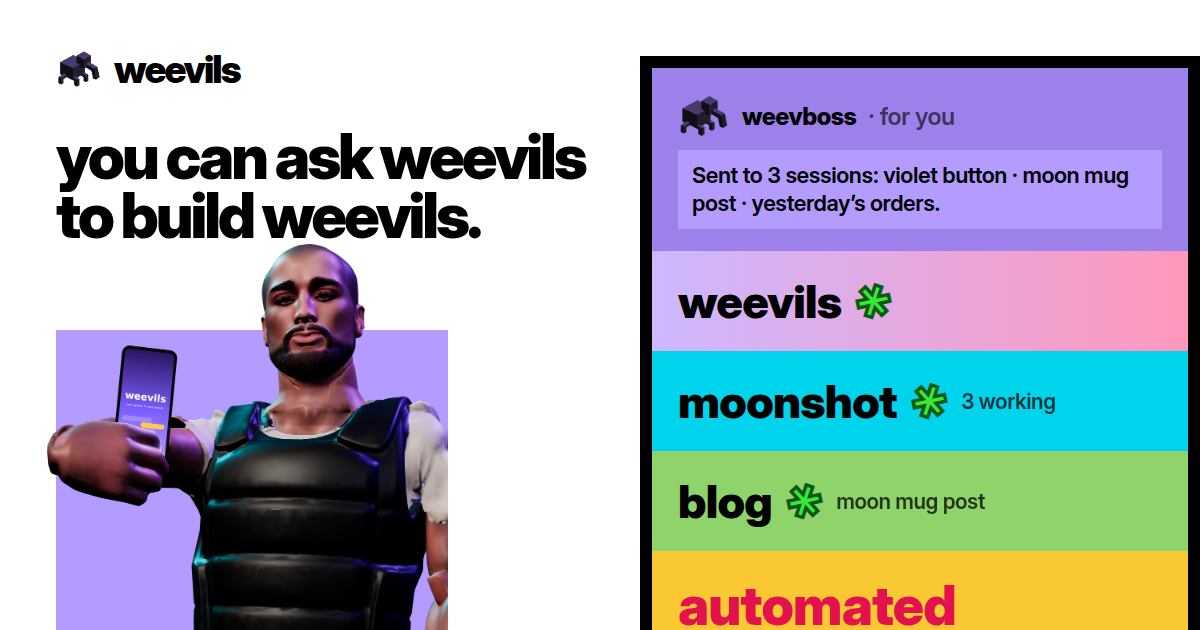 weevils
you can ask weevils
to build weevils.
weevils
weevboss · for you
Sent to 3 sessions: violet button · moon mug
post · yesterday's orders.
weevils
moonshot 3 working
blog moon mug post
automated